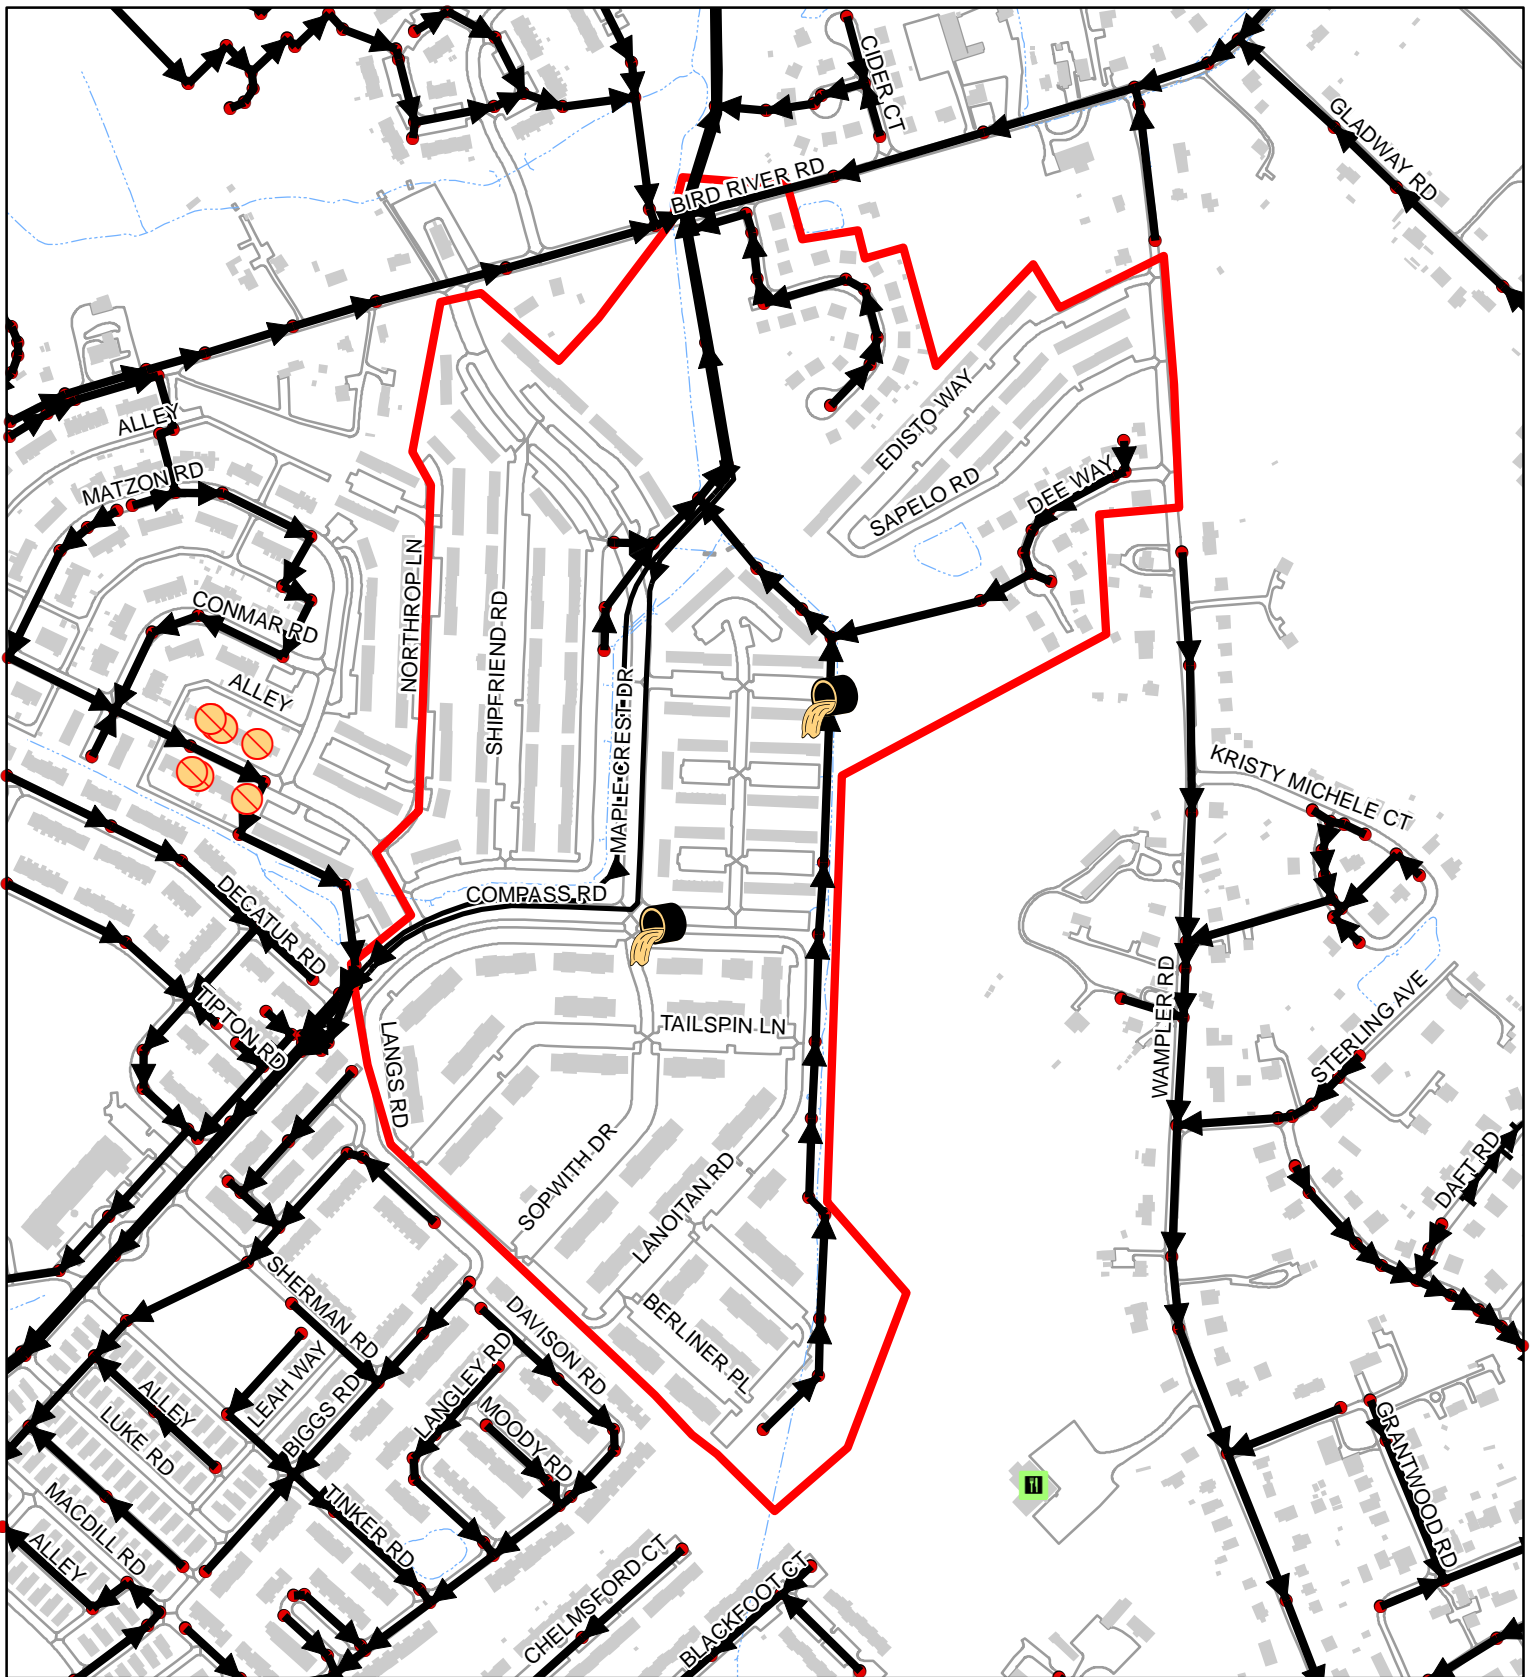 CIDER CT
GLADWAY RD
BIRD RIVER RD
EDISTO WAY
ALLEY
MATZON RD
SAPELO RD
DEE WAY
NORTHROP LN
SHIPFRIEND RD
CONMAR RD
ALLEY
MAPLE CREST DR
KRISTY MICHELE CT
COMPASS RD
DECATUR RD
TIPTON RD
TAILSPIN LN
LANGS RD
WAMPLER RD
STERLING AVE
SOPWITH DR
LANOITAN RD
DAFT RD
SHERMAN RD
DAVISON RD
BERLINER PL
LEAH WAY
LANGLEY RD
ALLEY
BIGGS RD
MOODY RD
LUKE RD
GRANTWOOD RD
MACDILL RD
TINKER RD
ALLEY
CHELMSFORD CT
BLACKFOOT CT